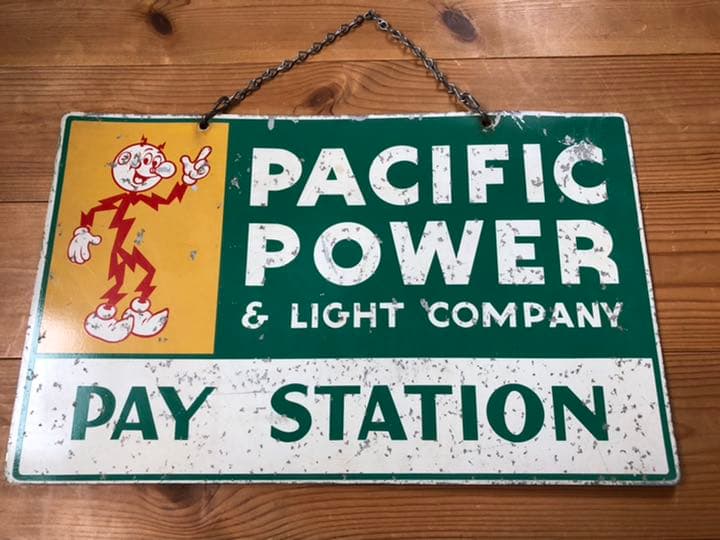 PACIFIC
POWER
& LIGHT COMPANY
PAY STATION